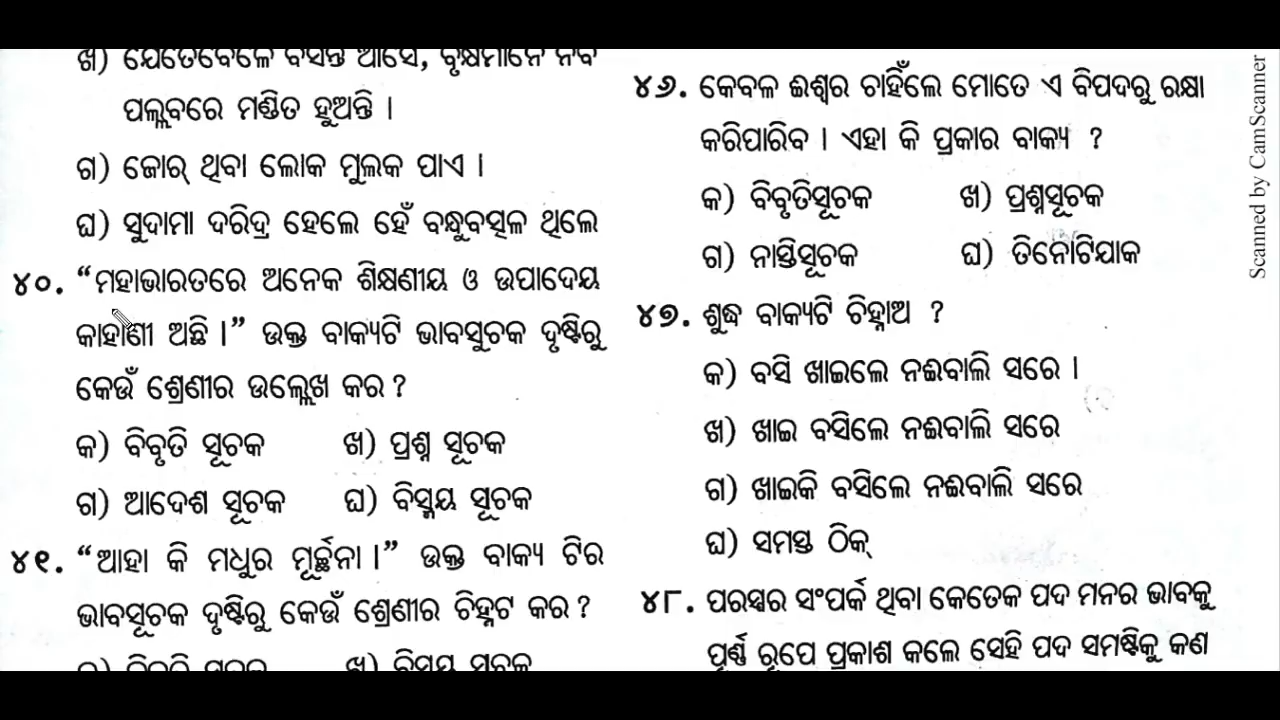 ଖ) ଯେତେବେଳେ ବସନ୍ତ ଆସେ, ବୃକ୍ଷମାନେ ନବ
ପଲ୍ଲବରେ ମଣ୍ଡିତ ହୁଅନ୍ତି ।
ଗ) ଜୋର୍ ଥିବା ଲୋକ ମୁଲକ ପାଏ ।
ଘ) ସୁଦାମା ଦରିଦ୍ର ହେଲେ ହେଁ ବନ୍ଧୁବତ୍ସଳ ଥିଲେ
୪୦. “ମହାଭାରତରେ ଅନେକ ଶିକ୍ଷଣୀୟ ଓ ଉପାଦେୟ
କାହାଣୀ ଅଛି ।” ଉକ୍ତ ବାକ୍ୟଟି ଭାବସୁଚକ ଦୃଷ୍ଟିରୁ
କେଉଁ ଶ୍ରେଣୀର ଉଲ୍ଲେଖ କର ?
କ) ବିବୃତି ସୂଚକ ଖ) ପ୍ରଶ୍ନ ସୂଚକ
ଗ) ଆଦେଶ ସୂଚକ ଘ) ବିସ୍ମୟ ସୂଚକ
୪୧. “ଆହା କି ମଧୁର ମୂର୍ଚ୍ଛନା ।” ଉକ୍ତ ବାକ୍ୟ ଟିର
ଭାବସୂଚକ ଦୃଷ୍ଟିରୁ କେଉଁ ଶ୍ରେଣୀର ଚିହ୍ନଟ କର ?
କ) ବିବୃତି ସୂଚକ ଖ) ବିସ୍ମୟ ସୂଚକ
୪୬. କେବଳ ଈଶ୍ଵର ଚାହିଁଲେ ମୋତେ ଏ ବିପଦରୁ ରକ୍ଷା
କରିପାରିବ । ଏହା କି ପ୍ରକାର ବାକ୍ୟ ?
କ) ବିବୃତିସୂଚକ ଖ) ପ୍ରଶ୍ନସୂଚକ
ଗ) ନାସ୍ତିସୂଚକ ଘ) ତିନୋଟିଯାକ
୪୭. ଶୁଦ୍ଧ ବାକ୍ୟଟି ଚିହ୍ନାଅ ?
କ) ବସି ଖାଇଲେ ନଈବାଲି ସରେ ।
ଖ) ଖାଇ ବସିଲେ ନଈବାଲି ସରେ
ଗ) ଖାଇକି ବସିଲେ ନଈବାଲି ସରେ
ଘ) ସମସ୍ତ ଠିକ୍
୪୮. ପରସ୍ପର ସଂପର୍କ ଥିବା କେତେକ ପଦ ମନର ଭାବକୁ
ପୂର୍ଣ୍ଣ ରୂପେ ପ୍ରକାଶ କଲେ ସେହି ପଦ ସମଷ୍ଟିକୁ କଣ
Scanned by CamScanner